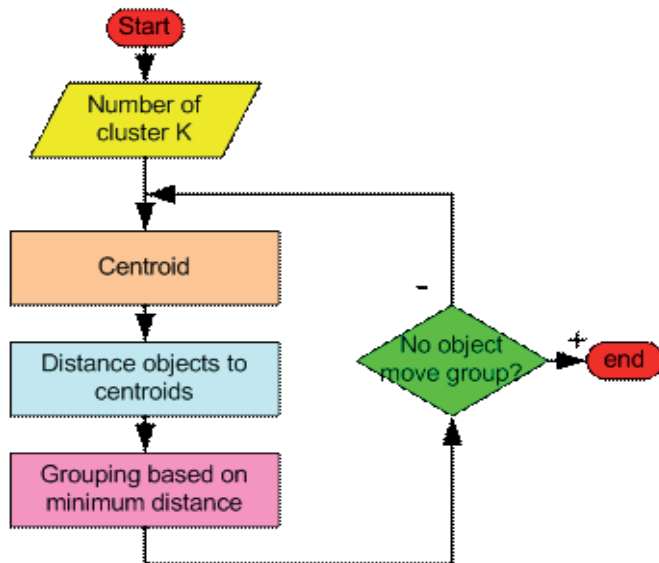 Start
Number of
cluster K
Centroid
Distance objects to
centroids
Grouping based on
minimum distance
-
No object
move group?
+
end